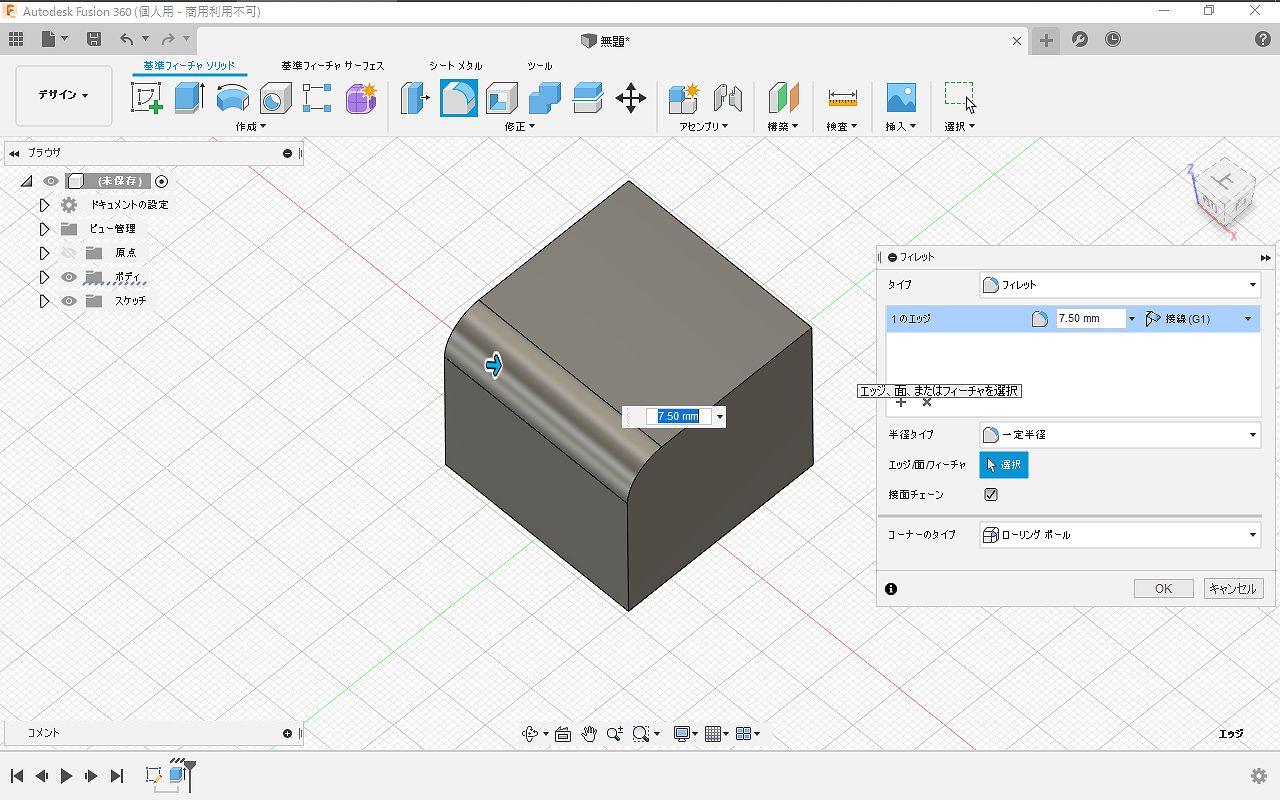 Autodesk Fusion 360 (個人用 - 商用利用不可)
無題*
基準フィーチャ ソリッド
基準フィーチャ サーフェス
シート メタル
ツール
デザイン
作成
修正
アセンブリ
構築
検査
挿入
選択
ブラウザ
(未保存)
ドキュメントの設定
ビュー管理
原点
ボディ
スケッチ
Z
X
7.50 mm
フィレット
タイプ
フィレット
1 のエッジ
7.50 mm
接線 (G1)
エッジ、面、またはフィーチャを選択
半径タイプ
一定半径
エッジ/面/フィーチャ
選択
接面チェーン
コーナーのタイプ
ローリング ボール
OK
キャンセル
コメント
エッジ